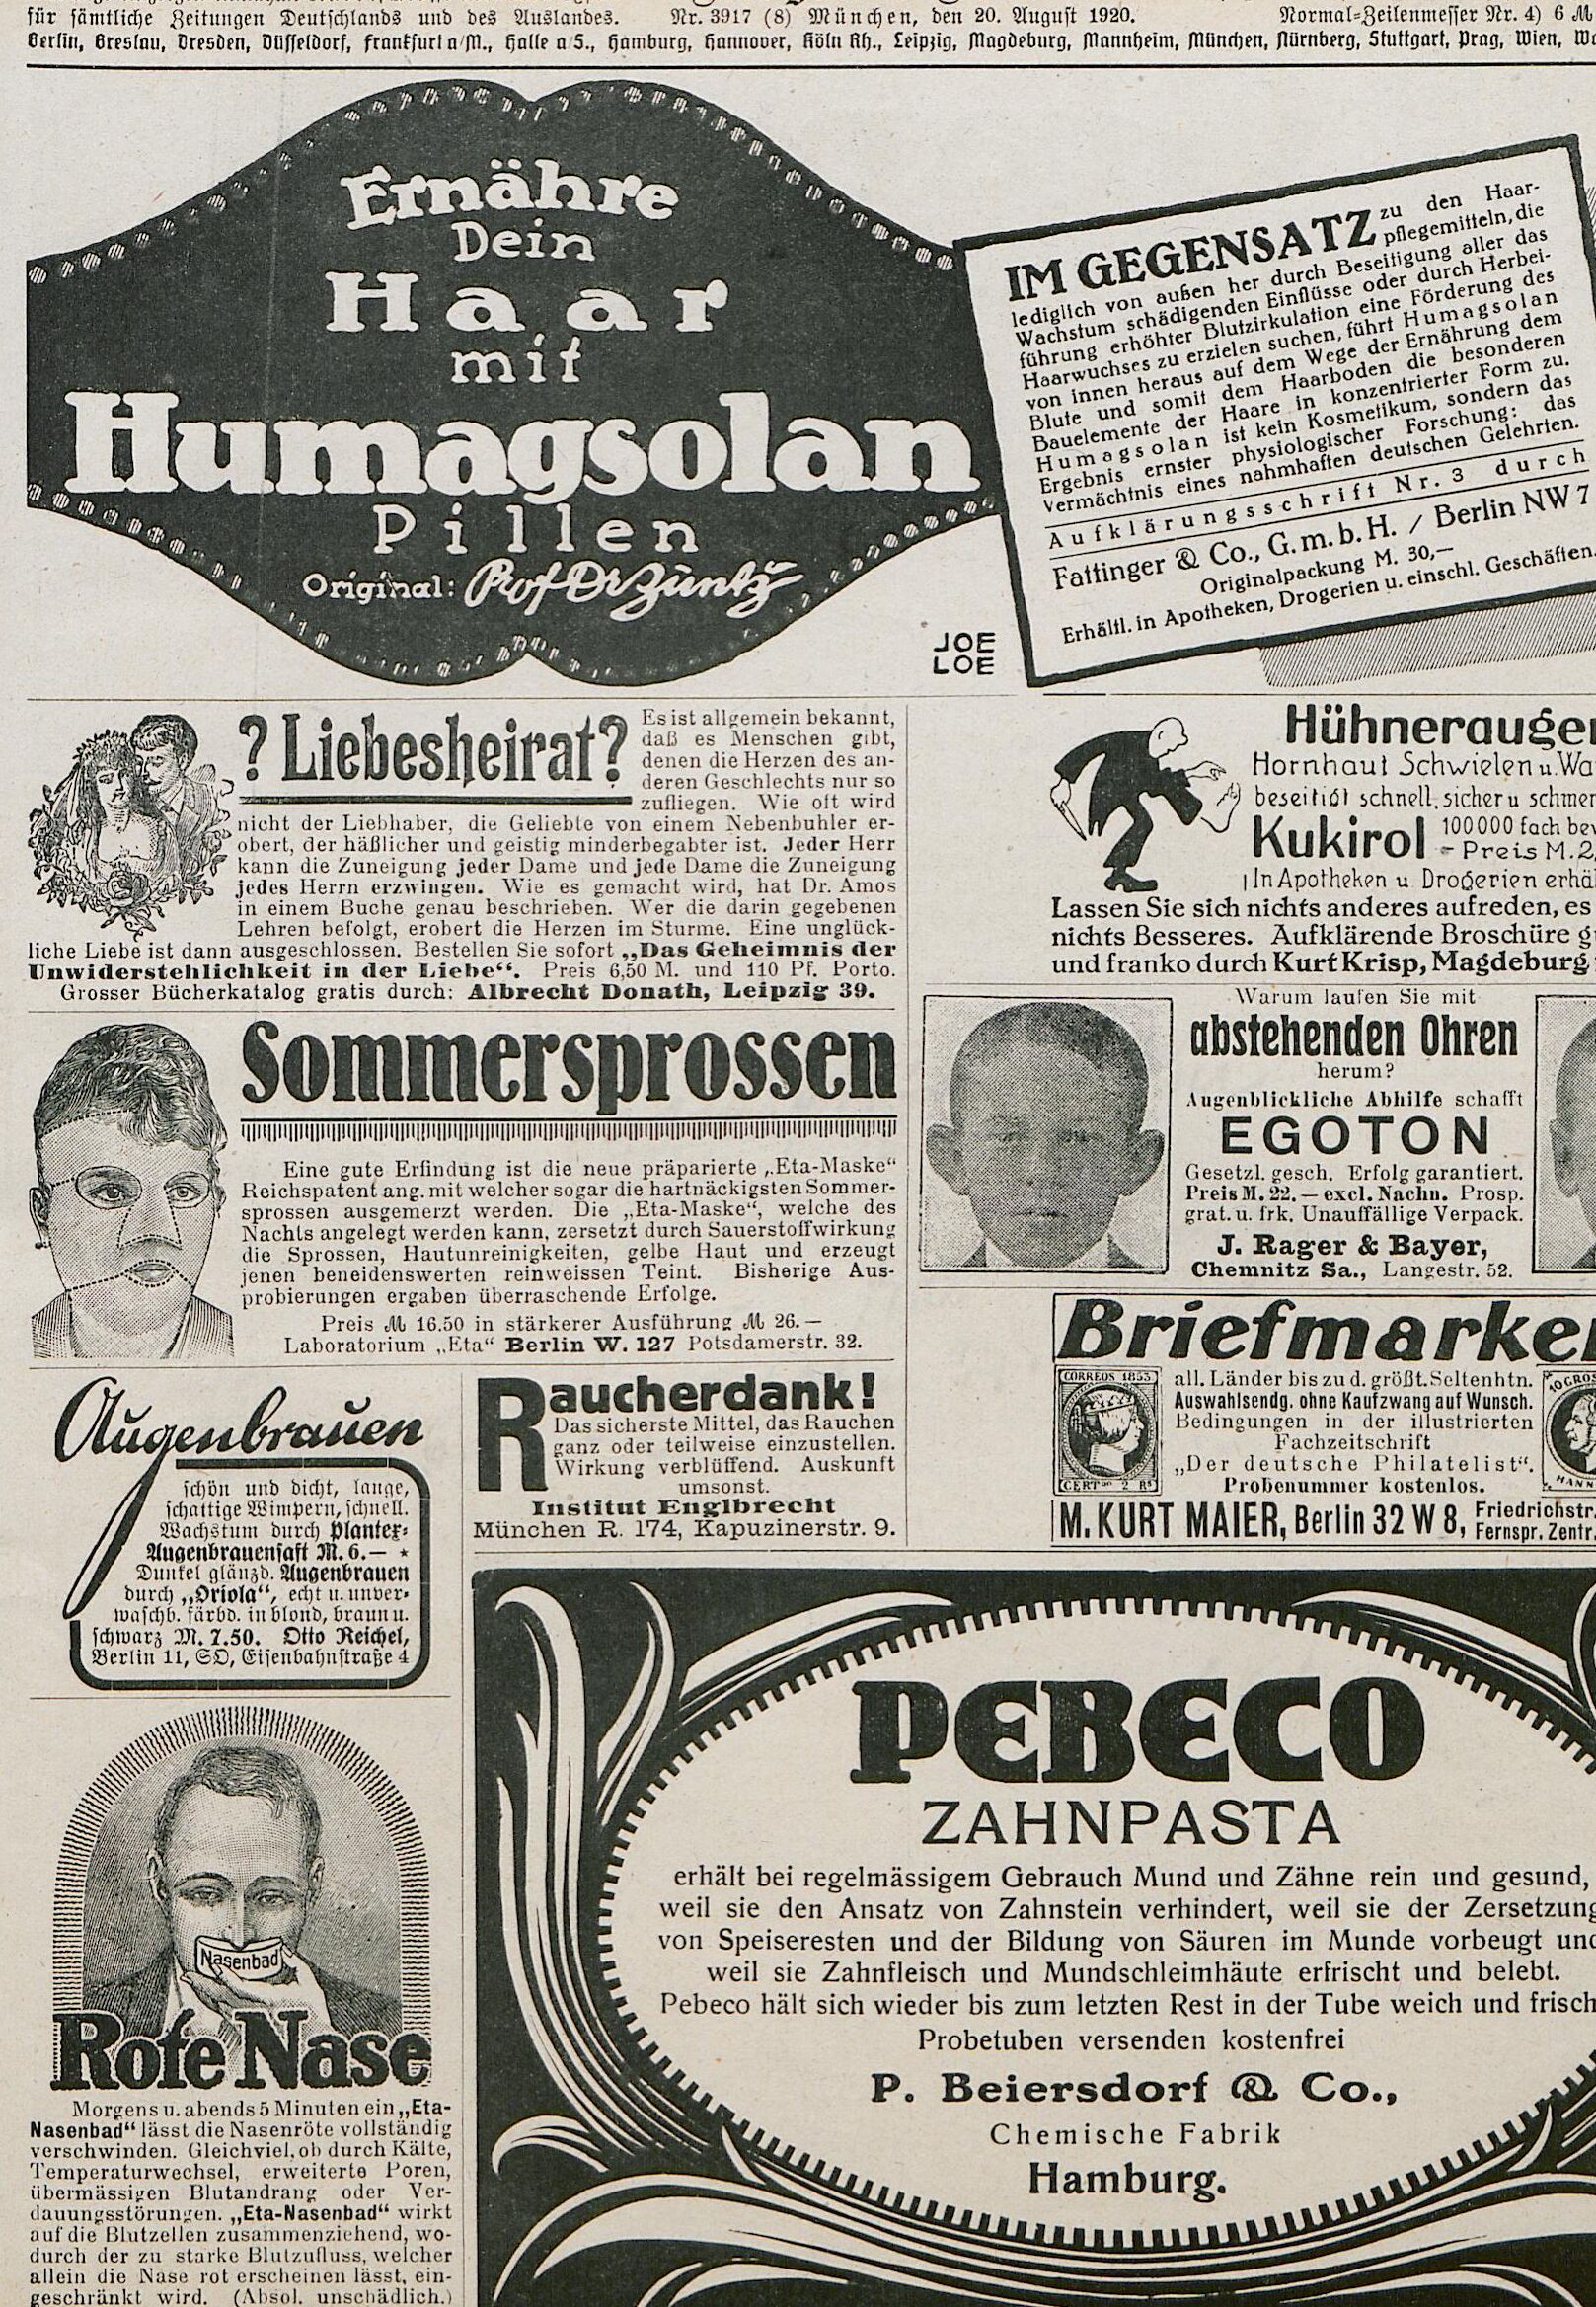 für sämtliche Zeitungen Deutschlands und des Auslandes. Nr. 3917 (8) München, den 20. August 1920. Normal-Zeilenmesser Nr. 4) 6 M
Berlin, Breslau, Dresden, Düsseldorf, Frankfurt a/M., Halle a/S., Hamburg, Hannover, Köln Rh., Leipzig, Magdeburg, Mannheim, München, Nürnberg, Stuttgart, Prag, Wien,
Ernähre
Dein
Haar
mit
Humagsolan
Pillen
Original: Prof Dr Zuntz
JOE
LOE
IM GEGENSATZ zu den Haar-
pflegemitteln, die
lediglich von außen her durch Beseitigung aller das
Wachstum schädigenden Einflüsse oder durch Herbei-
führung erhöhter Blutzirkulation eine Förderung des
Haarwuchses zu erzielen suchen, führt Humagsolan
von innen heraus auf dem Wege der Ernährung dem
Blute und somit dem Haarboden die besonderen
Bauelemente der Haare in konzentrierter Form zu.
Humagsolan ist kein Kosmetikum, sondern das
Ergebnis ernster physiologischer Forschung: das
Vermächtnis eines nahmhaften deutschen Gelehrten.
Aufklärungsschrift Nr. 3 durch
Fattinger & Co., G.m.b.H. / Berlin NW 7
Originalpackung M. 30,—
Erhältl. in Apotheken, Drogerien u. einschl. Geschäften.
? Liebesheirat?
Es ist allgemein bekannt,
daß es Menschen gibt,
denen die Herzen des an-
deren Geschlechts nur so
zufliegen. Wie oft wird
nicht der Liebhaber, die Geliebte von einem Nebenbuhler er-
obert, der häßlicher und geistig minderbegabter ist. Jeder Herr
kann die Zuneigung jeder Dame und jede Dame die Zuneigung
jedes Herrn erzwingen. Wie es gemacht wird, hat Dr. Amos
in einem Buche genau beschrieben. Wer die darin gegebenen
Lehren befolgt, erobert die Herzen im Sturme. Eine unglück-
liche Liebe ist dann ausgeschlossen. Bestellen Sie sofort „Das Geheimnis der
Unwiderstehlichkeit in der Liebe“. Preis 6,50 M. und 110 Pf. Porto.
Grosser Bücherkatalog gratis durch: Albrecht Donath, Leipzig 39.
Hühneraugen
Hornhaut Schwielen u. Wa
beseitigt schnell, sicher u schmer
Kukirol 100000 fach bew
- Preis M. 2,
In Apotheken u Drogerien erhäl
Lassen Sie sich nichts anderes aufreden, es
nichts Besseres. Aufklärende Broschüre g
und franko durch Kurt Krisp, Magdeburg
Sommersprossen
Eine gute Erfindung ist die neue präparierte „Eta-Maske“
Reichspatent ang. mit welcher sogar die hartnäckigsten Sommer-
sprossen ausgemerzt werden. Die „Eta-Maske“, welche des
Nachts angelegt werden kann, zersetzt durch Sauerstoffwirkung
die Sprossen, Hautunreinigkeiten, gelbe Haut und erzeugt
jenen beneidenswerten reinweissen Teint. Bisherige Aus-
probierungen ergaben überraschende Erfolge.
Preis M 16.50 in stärkerer Ausführung M 26.—
Laboratorium „Eta“ Berlin W. 127 Potsdamerstr. 32.
Warum laufen Sie mit
abstehenden Ohren
herum?
Augenblickliche Abhilfe schafft
EGOTON
Gesetzl. gesch. Erfolg garantiert.
Preis M. 22.— excl. Nachn. Prosp.
grat. u. frk. Unauffällige Verpack.
J. Rager & Bayer,
Chemnitz Sa., Langestr. 52.
Briefmarken
CORREOS 1853
CERTDO 2 RS
all. Länder bis zu d. größt. Seltenhtn.
Auswahlsendg. ohne Kaufzwang auf Wunsch.
Bedingungen in der illustrierten
Fachzeitschrift
„Der deutsche Philatelist“.
Probenummer kostenlos.
10 GROS
HANN
M. KURT MAIER, Berlin 32 W 8, Friedrichstr.
Fernspr. Zentr.
Augenbrauen
schön und dicht, lange,
schattige Wimpern, schnell.
Wachstum durch Plantex-
Augenbrauensaft M. 6.— ⋆
Dunkel glänzd. Augenbrauen
durch „Oriola“, echt u. unver-
waschb. färbd. in blond, braun u.
schwarz M. 7.50. Otto Reichel,
Berlin 11, SO, Eisenbahnstraße 4
Raucherdank!
Das sicherste Mittel, das Rauchen
ganz oder teilweise einzustellen.
Wirkung verblüffend. Auskunft
umsonst.
Institut Englbrecht
München R. 174, Kapuzinerstr. 9.
Nasenbad
Rote Nase
Morgens u. abends 5 Minuten ein „Eta-
Nasenbad“ lässt die Nasenröte vollständig
verschwinden. Gleichviel, ob durch Kälte,
Temperaturwechsel, erweiterte Poren,
übermässigen Blutandrang oder Ver-
dauungsstörungen. „Eta-Nasenbad“ wirkt
auf die Blutzellen zusammenziehend, wo-
durch der zu starke Blutzufluss, welcher
allein die Nase rot erscheinen lässt, ein-
geschränkt wird. (Absol. unschädlich.)
PEBECO
ZAHNPASTA
erhält bei regelmässigem Gebrauch Mund und Zähne rein und gesund,
weil sie den Ansatz von Zahnstein verhindert, weil sie der Zersetzung
von Speiseresten und der Bildung von Säuren im Munde vorbeugt und
weil sie Zahnfleisch und Mundschleimhäute erfrischt und belebt.
Pebeco hält sich wieder bis zum letzten Rest in der Tube weich und frisch
Probetuben versenden kostenfrei
P. Beiersdorf & Co.,
Chemische Fabrik
Hamburg.